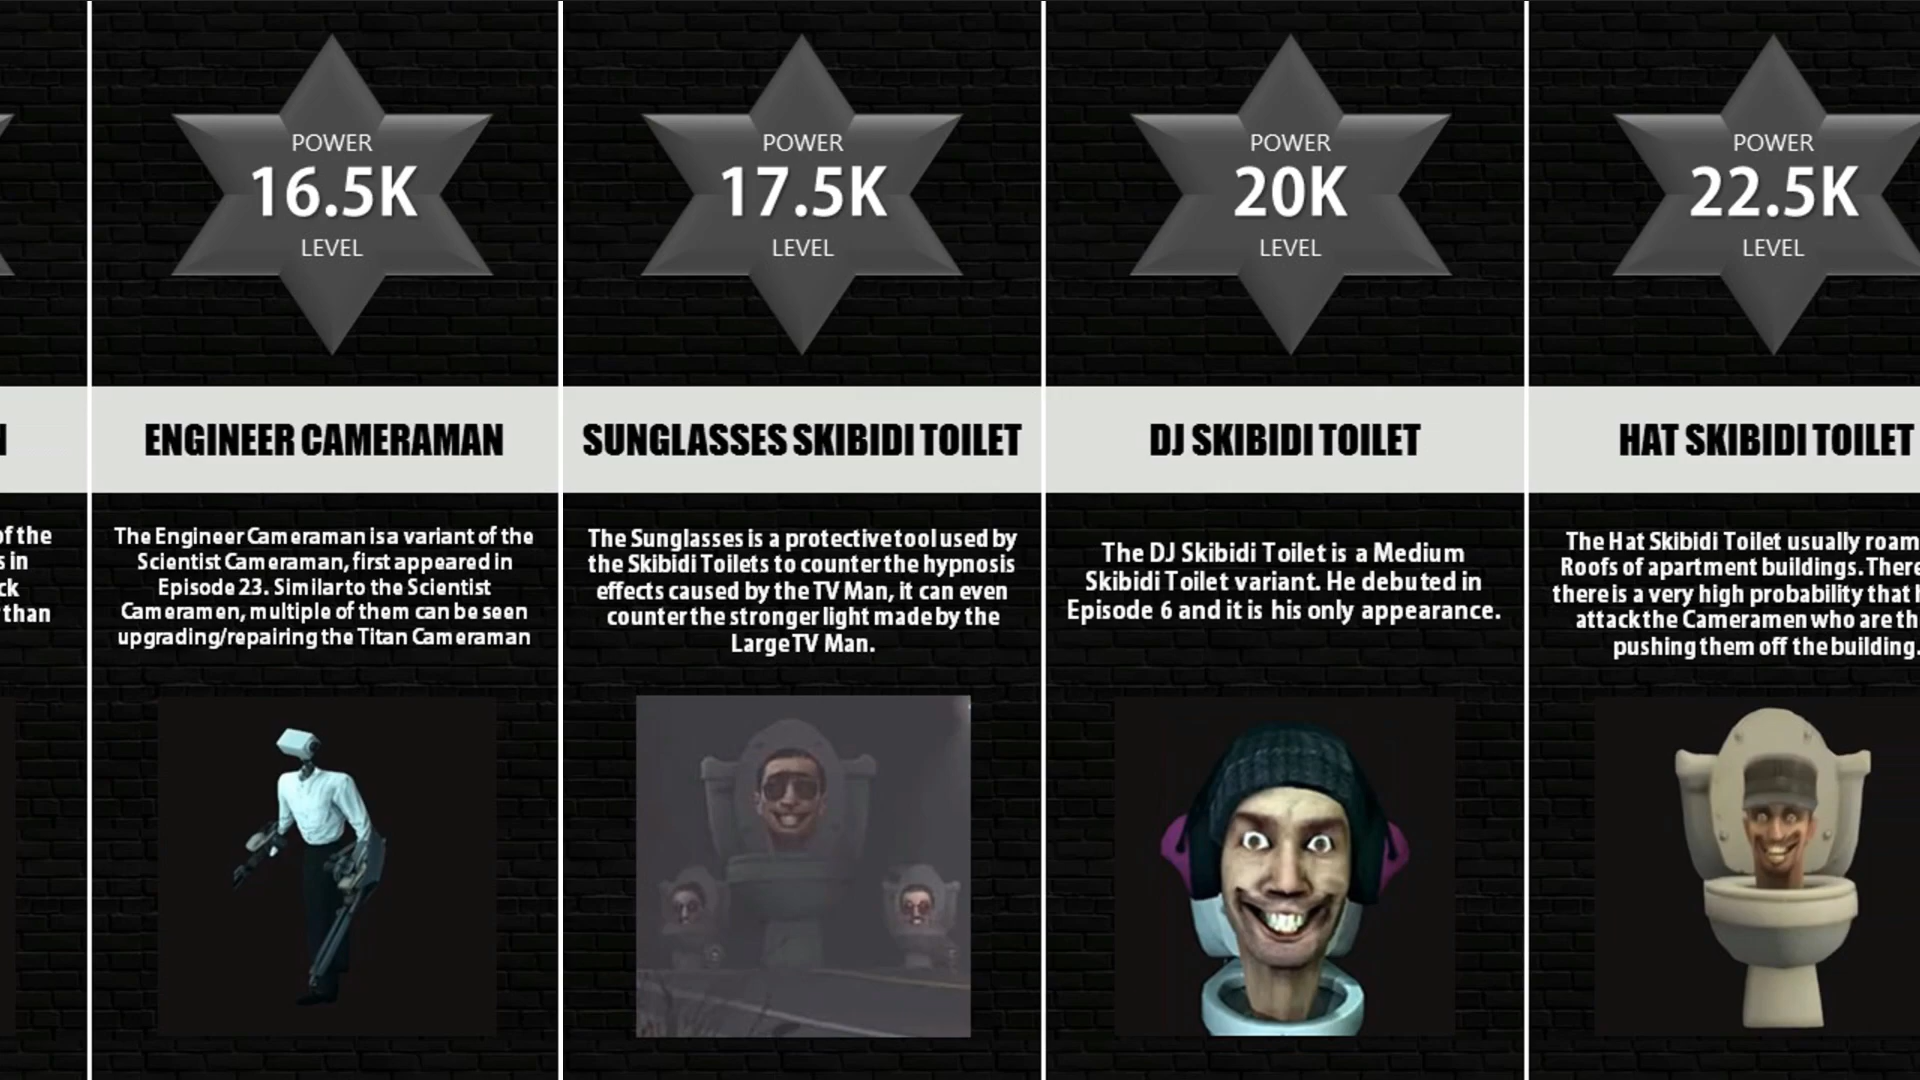 of the
s in
ck
than
POWER
16.5K
LEVEL
ENGINEER CAMERAMAN
The Engineer Cameraman is a variant of the
Scientist Cameraman, first appeared in
Episode 23. Similar to the Scientist
Cameramen, multiple of them can be seen
upgrading/repairing the Titan Cameraman
POWER
17.5K
LEVEL
SUNGLASSES SKIBIDI TOILET
The Sunglasses is a protective tool used by
the Skibidi Toilets to counter the hypnosis
effects caused by the TV Man, it can even
counter the stronger light made by the
Large TV Man.
POWER
20K
LEVEL
DJ SKIBIDI TOILET
The DJ Skibidi Toilet is a Medium
Skibidi Toilet variant. He debuted in
Episode 6 and it is his only appearance.
POWER
22.5K
LEVEL
HAT SKIBIDI TOILET
The Hat Skibidi Toilet usually roam
Roofs of apartment buildings. There
there is a very high probability that
attack the Cameramen who are th
pushing them off the building.